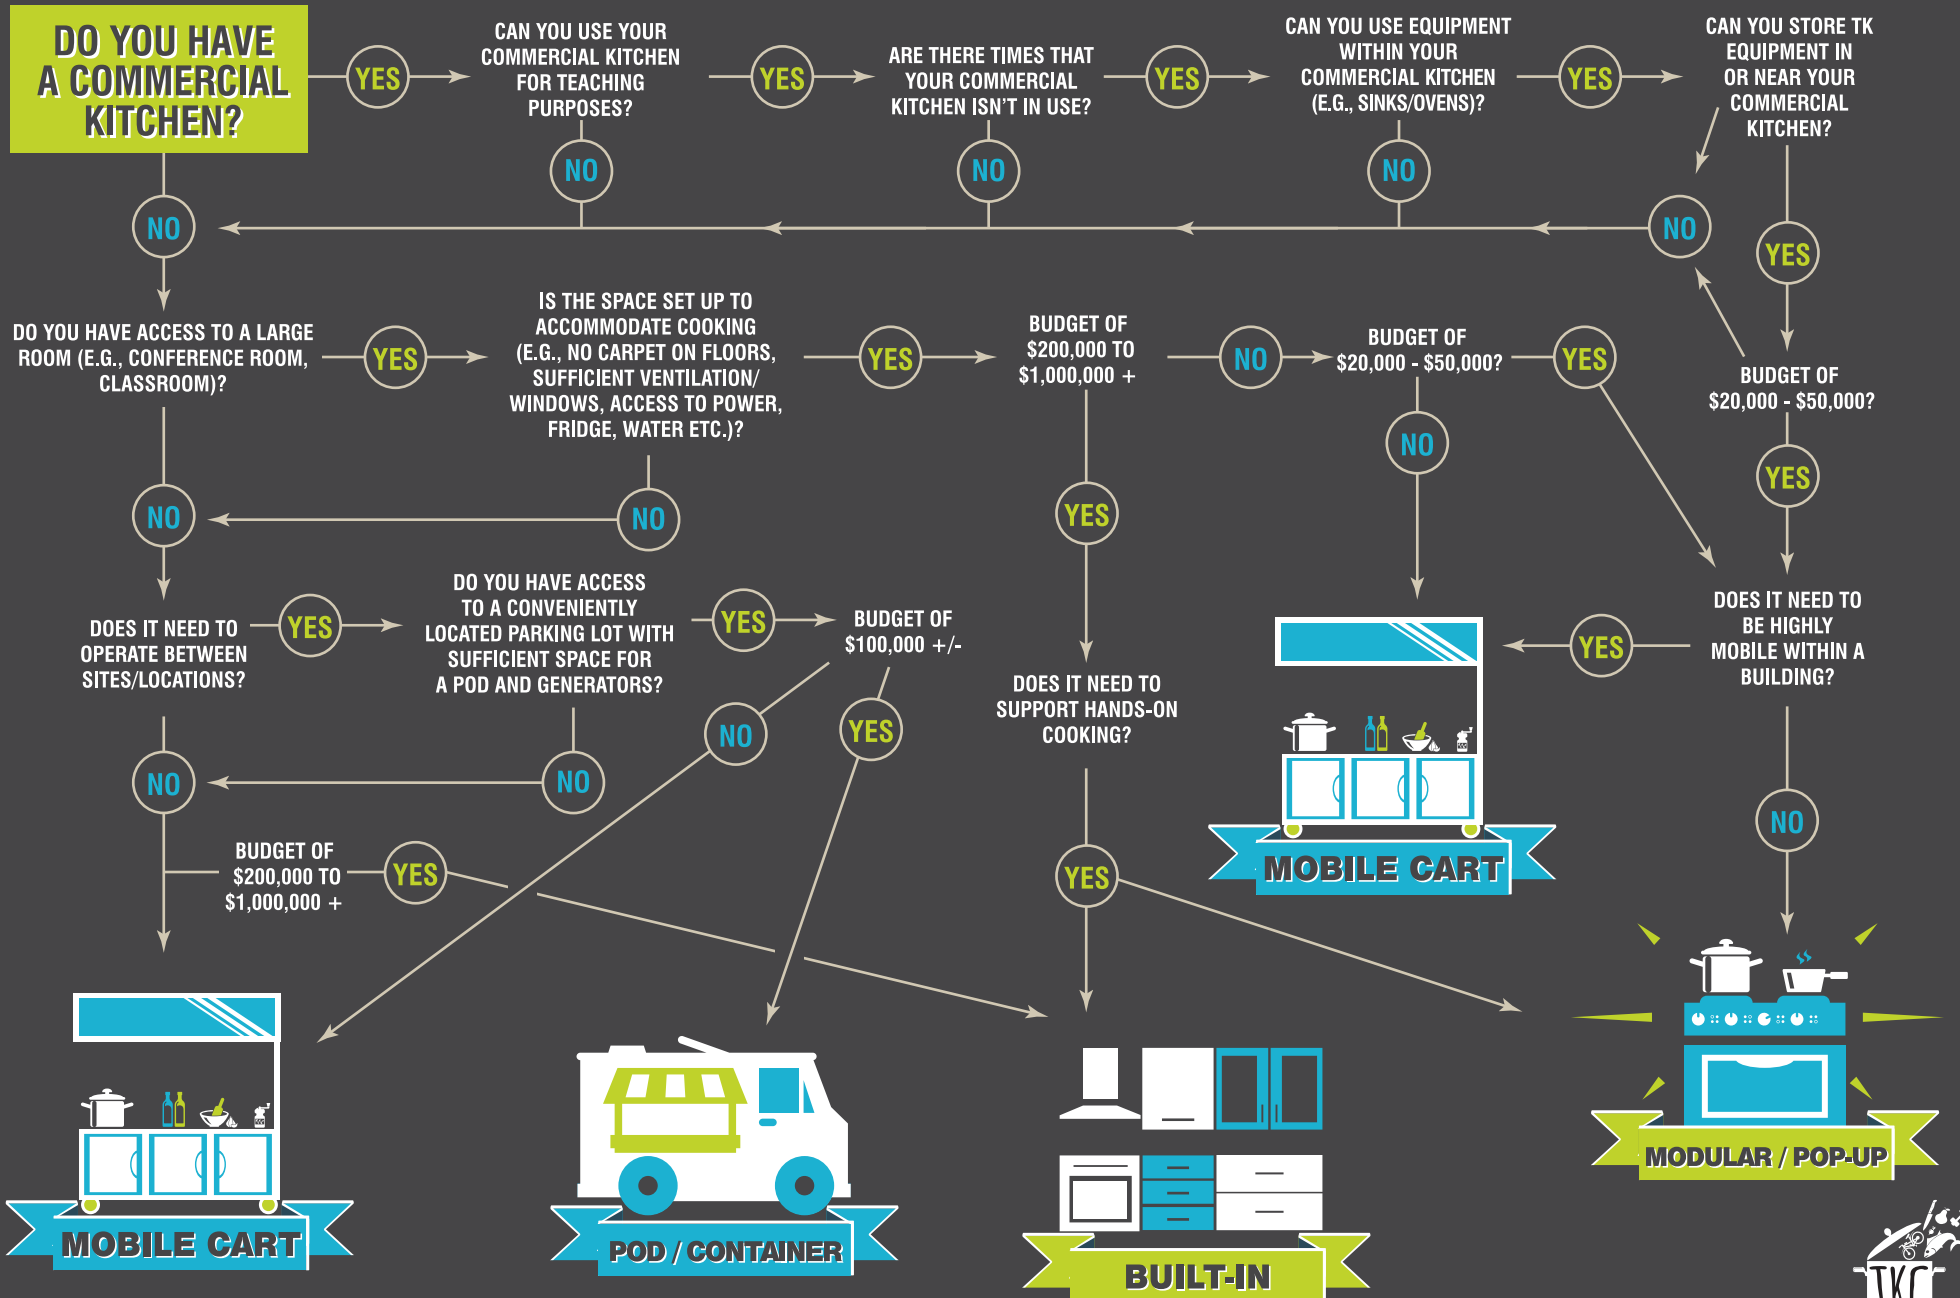 DO YOU HAVE
A COMMERCIAL
KITCHEN?
YES
CAN YOU USE YOUR
COMMERCIAL KITCHEN
FOR TEACHING
PURPOSES?
YES
ARE THERE TIMES THAT
YOUR COMMERCIAL
KITCHEN ISN'T IN USE?
YES
CAN YOU USE EQUIPMENT
WITHIN YOUR
COMMERCIAL KITCHEN
(E.G., SINKS/OVENS)?
YES
CAN YOU STORE TK
EQUIPMENT IN
OR NEAR YOUR
COMMERCIAL
KITCHEN?
NO
NO
NO
NO
NO
YES
DO YOU HAVE ACCESS TO A LARGE
ROOM (E.G., CONFERENCE ROOM,
CLASSROOM)?
YES
IS THE SPACE SET UP TO
ACCOMMODATE COOKING
(E.G., NO CARPET ON FLOORS,
SUFFICIENT VENTILATION/
WINDOWS, ACCESS TO POWER,
FRIDGE, WATER ETC.)?
YES
BUDGET OF
$200,000 TO
$1,000,000 +
NO
BUDGET OF
$20,000 - $50,000?
YES
BUDGET OF
$20,000 - $50,000?
NO
YES
NO
NO
YES
DOES IT NEED TO
OPERATE BETWEEN
SITES/LOCATIONS?
YES
DO YOU HAVE ACCESS
TO A CONVENIENTLY
LOCATED PARKING LOT WITH
SUFFICIENT SPACE FOR
A POD AND GENERATORS?
YES
BUDGET OF
$100,000 +/-
DOES IT NEED TO
SUPPORT HANDS-ON
COOKING?
YES
DOES IT NEED TO
BE HIGHLY
MOBILE WITHIN A
BUILDING?
NO
YES
NO
NO
NO
BUDGET OF
$200,000 TO
$1,000,000 +
YES
YES
MOBILE CART
MODULAR / POP-UP
MOBILE CART
POD / CONTAINER
BUILT-IN
TKC